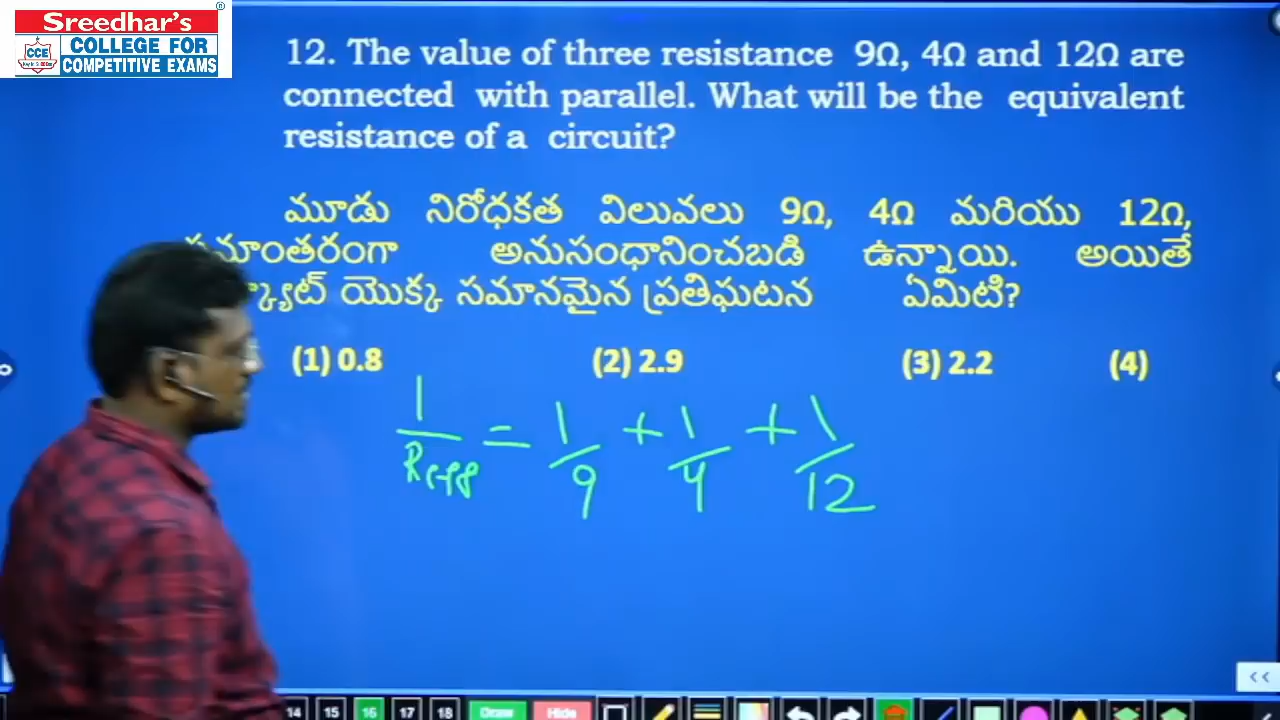 Sreedhar's
CCE
COLLEGE FOR
COMPETITIVE EXAMS
12. The value of three resistance 9Ω, 4Ω and 12Ω are
connected with parallel. What will be the equivalent
resistance of a circuit?
మూడు నిరోధకత విలువలు 9Ω, 4Ω మరియు 12Ω,
అనుసంధానించబడి ఉన్నాయి. అయితే
యొక్క సమానమైన ప్రతిఘటన ఏమిటి?
(1) 0.8 (2) 2.9 (3) 2.2 (4)
1/Reff = 1/9 + 1/4 + 1/12
14 15 16 17 18 Draw Hide
<<